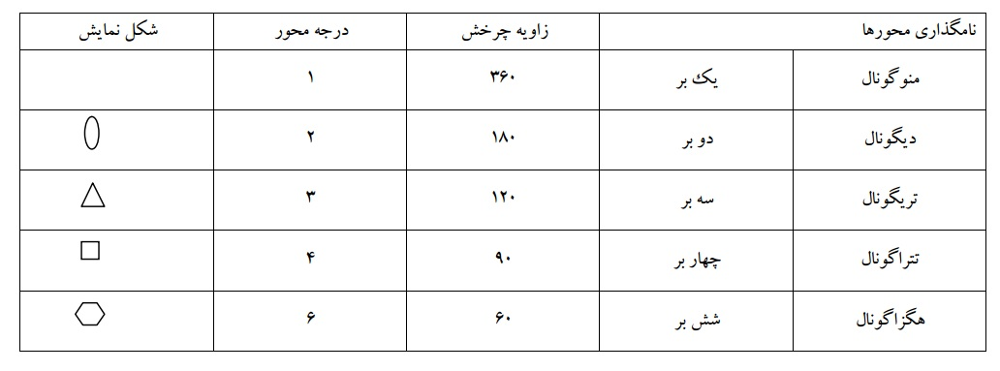 نامگذاری محورها زاویه چرخش درجه محور شکل نمایش
منوگونال یک بر ۳۶۰ ۱
دیگونال دو بر ۱۸۰ ۲
تریگونال سه بر ۱۲۰ ۳
تتراگونال چهار بر ۹۰ ۴
هگزاگونال شش بر ۶۰ ۶